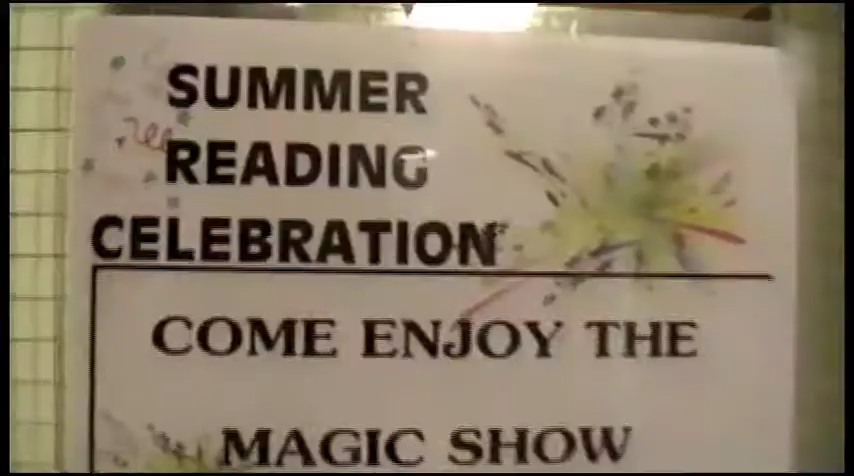 SUMMER
READING
CELEBRATION
COME ENJOY THE
MAGIC SHOW